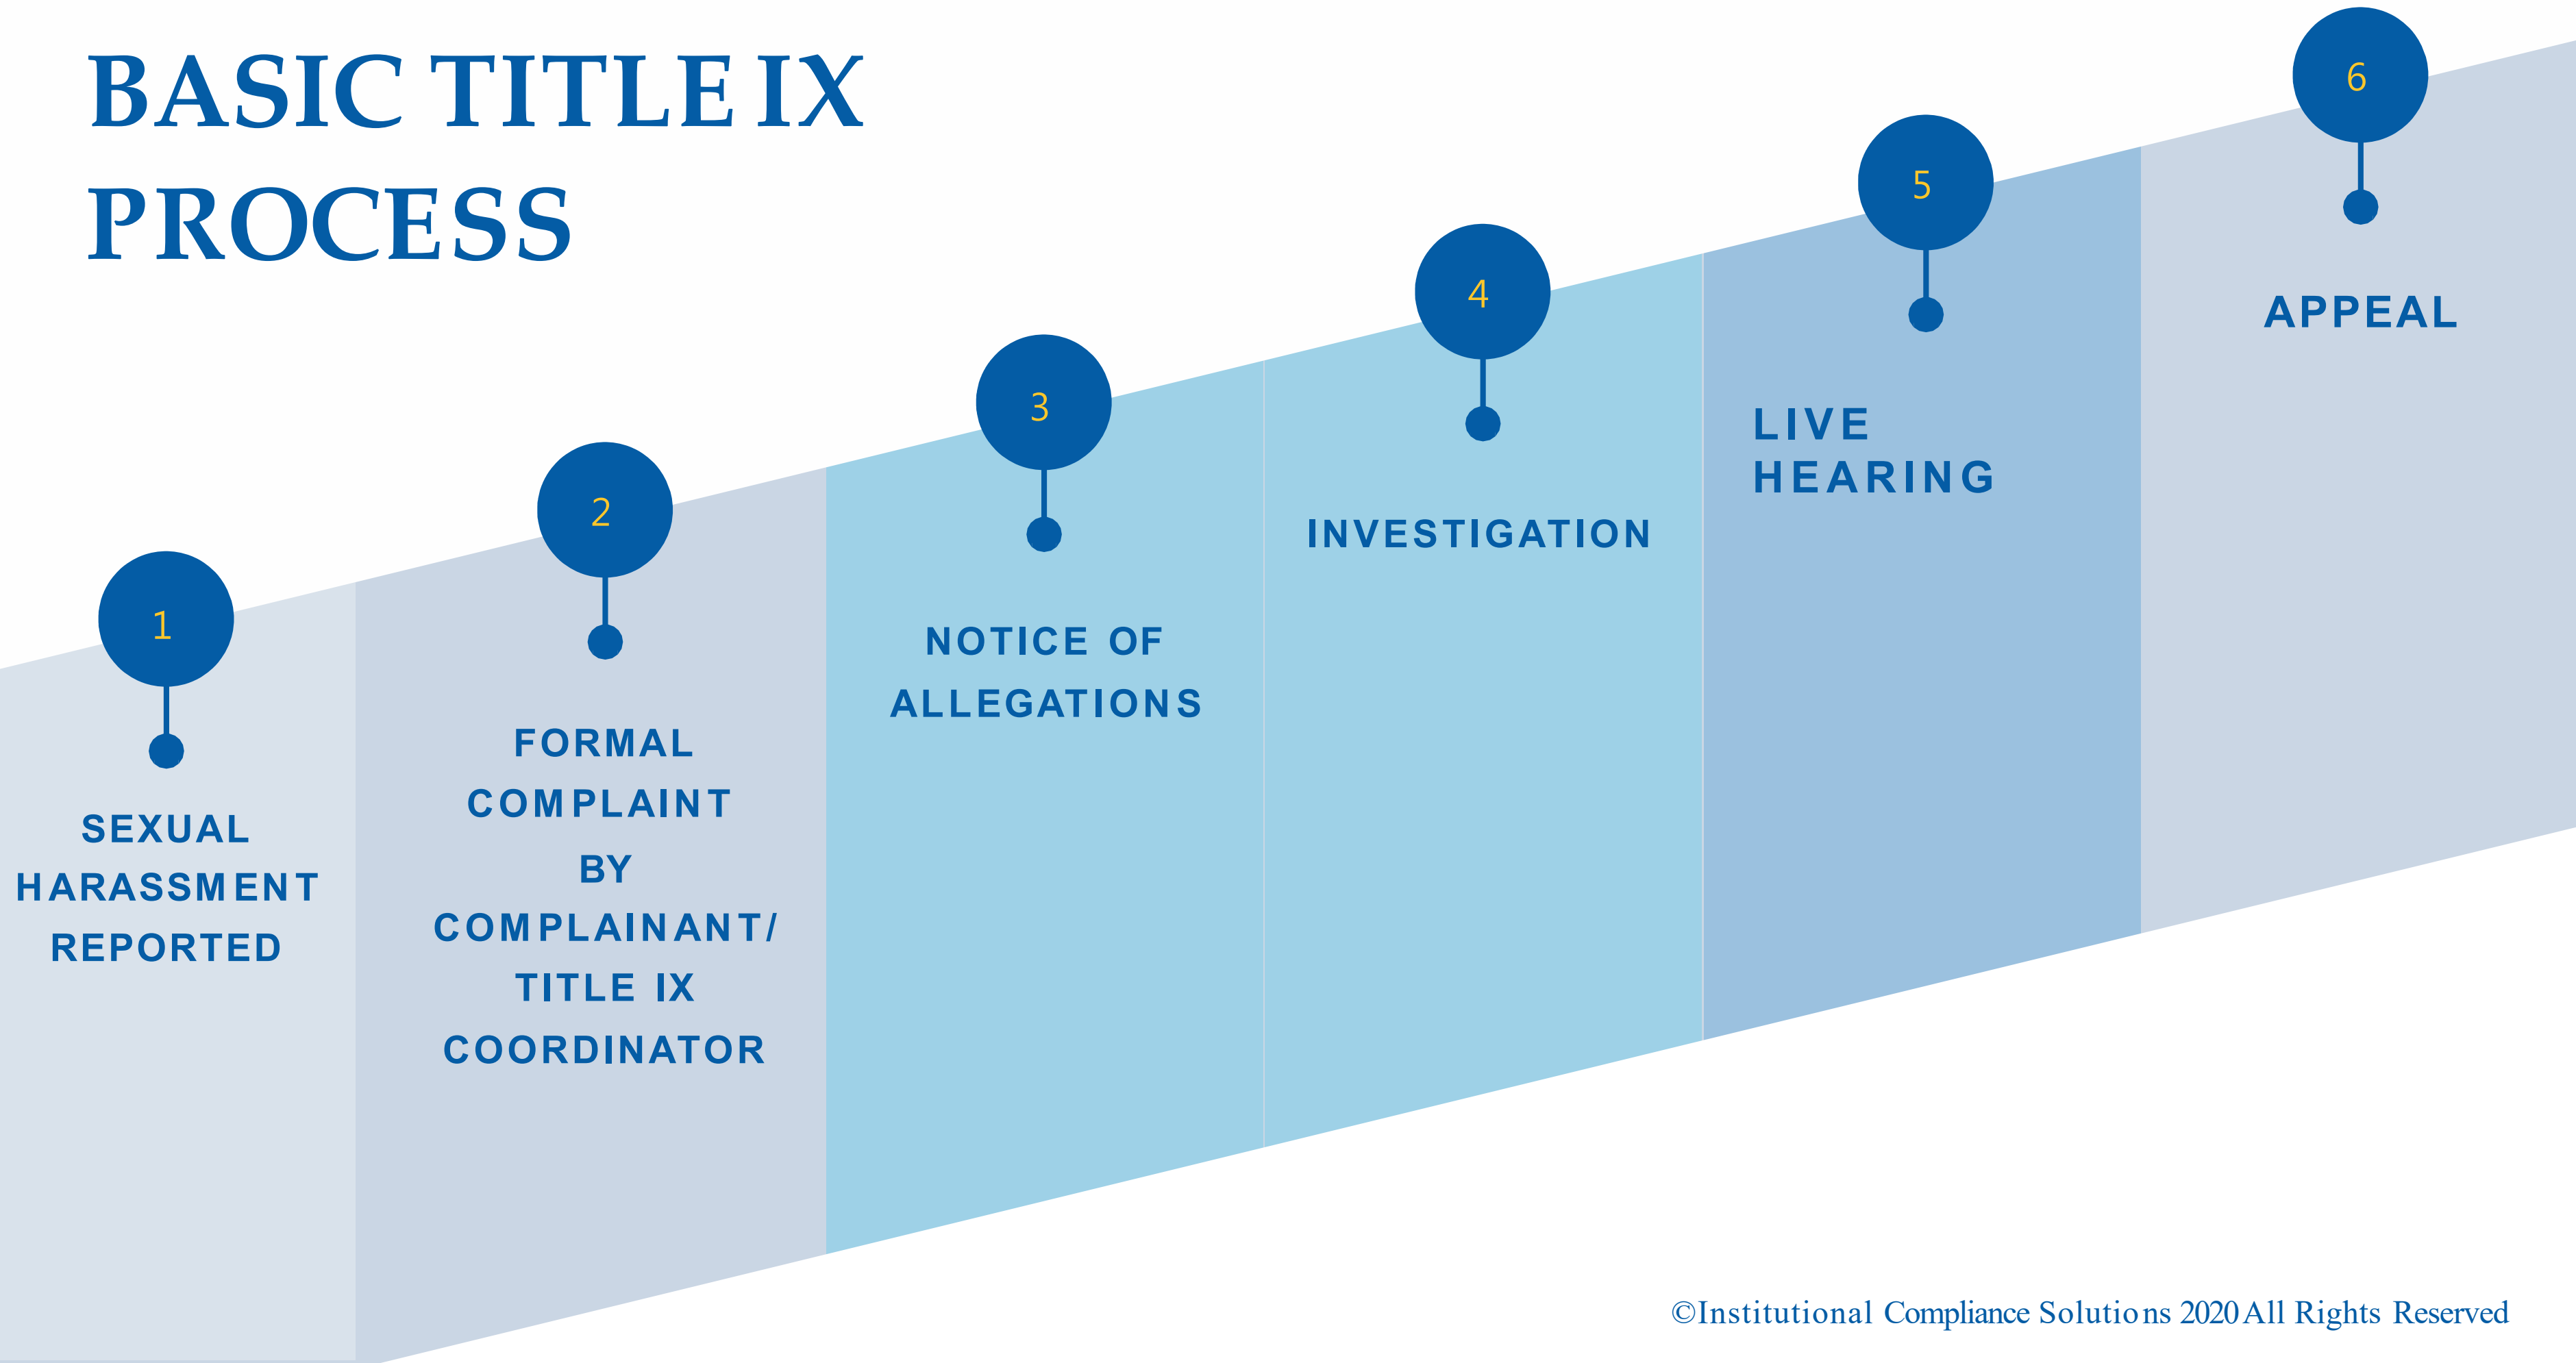 BASIC TITLE IX
PROCESS
1
SEXUAL
HARASSMENT
REPORTED
2
FORMAL
COMPLAINT
BY
COMPLAINANT/
TITLE IX
COORDINATOR
3
NOTICE OF
ALLEGATIONS
4
INVESTIGATION
5
LIVE
HEARING
6
APPEAL
©Institutional Compliance Solutions 2020 All Rights Reserved